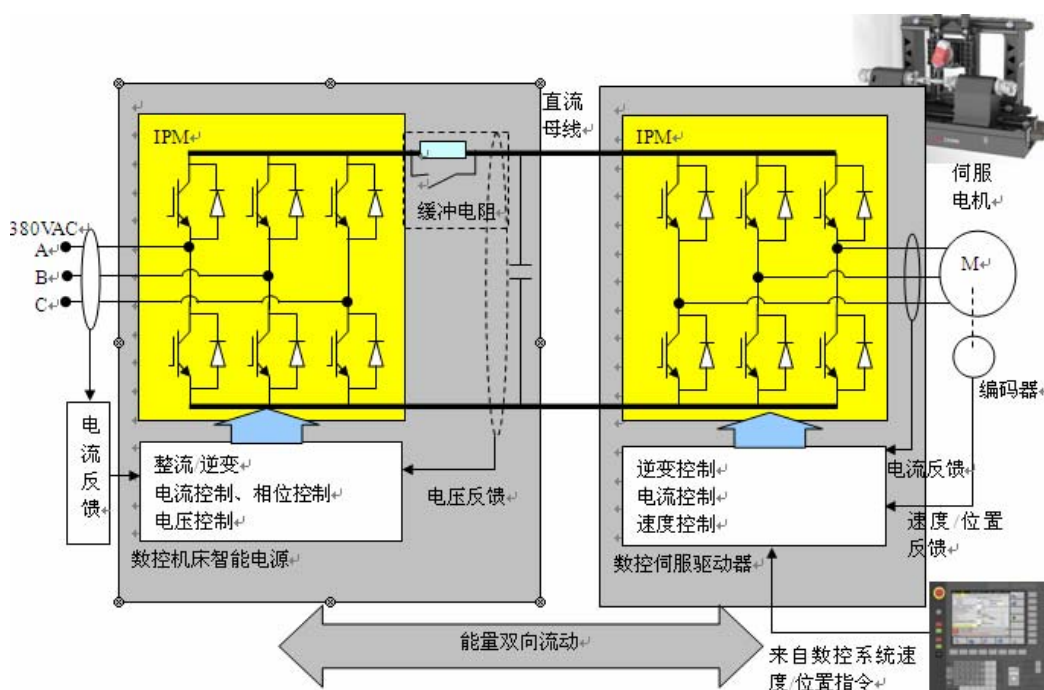 直流
母线
IPM
IPM
缓冲电阻
伺服
电机
380VAC
A
B
C
M
编码器
电流反馈
整流/逆变
电流控制、相位控制
电压控制
电压反馈
逆变控制
电流控制
速度控制
电流反馈
速度/位置
反馈
数控机床智能电源
数控伺服驱动器
能量双向流动
来自数控系统速
度/位置指令